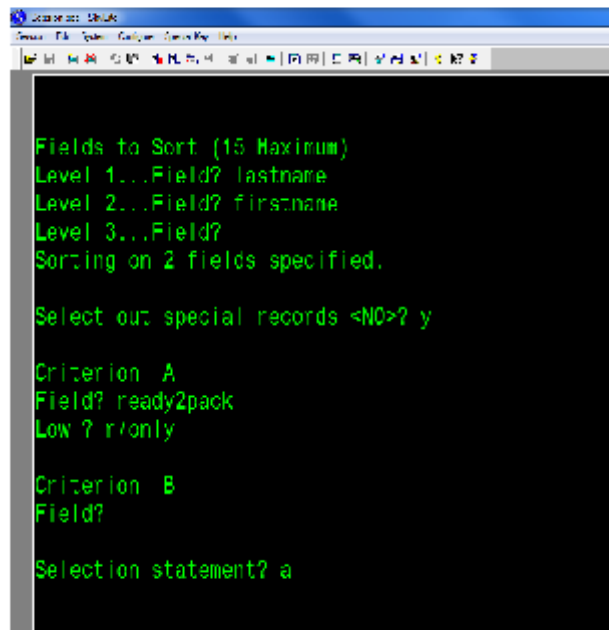 Fields to Sort (15 Maximum)
Level 1...Field? lastname
Level 2...Field? firstname
Level 3...Field?
Sorting on 2 fields specified.
Select out special records <NO>? y
Criterion A
Field? ready2pack
Low ? r/only
Criterion B
Field?
Selection statement? a